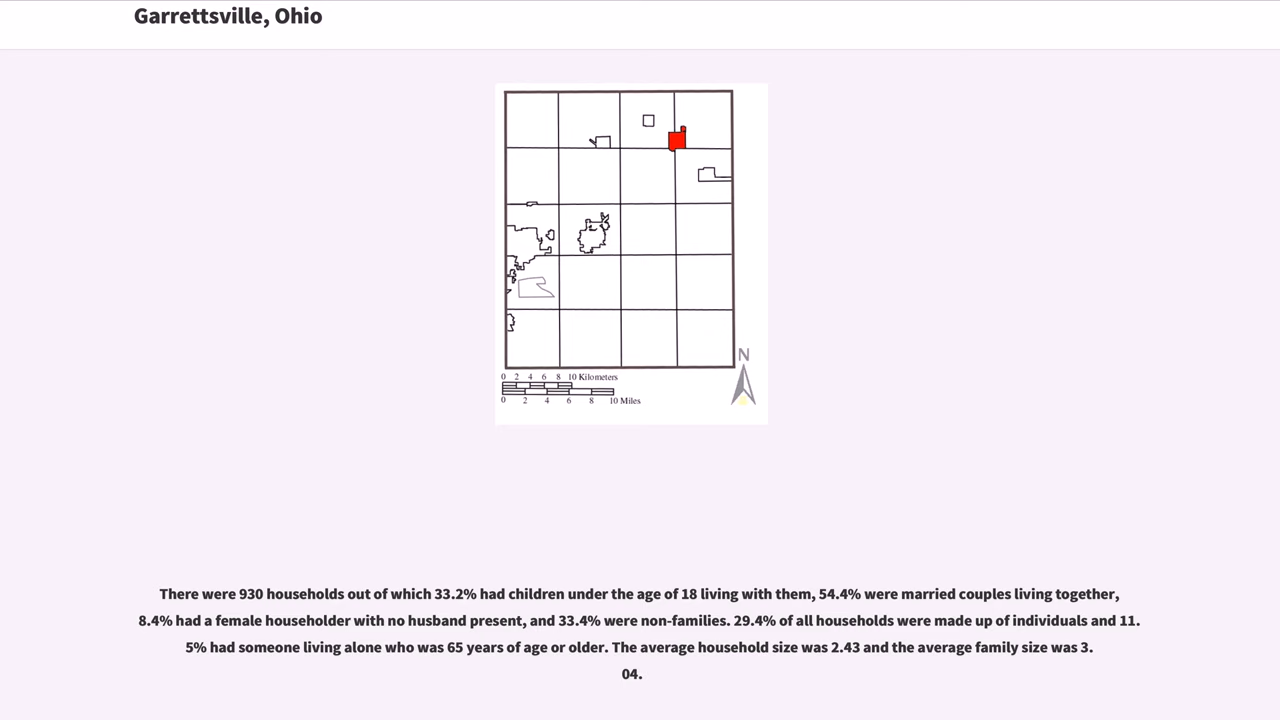 Garrettsville, Ohio
N
0 2 4 6 8 10 Kilometers
0 2 4 6 8 10 Miles
There were 930 households out of which 33.2% had children under the age of 18 living with them, 54.4% were married couples living together,
8.4% had a female householder with no husband present, and 33.4% were non-families. 29.4% of all households were made up of individuals and 11.
5% had someone living alone who was 65 years of age or older. The average household size was 2.43 and the average family size was 3.
04.